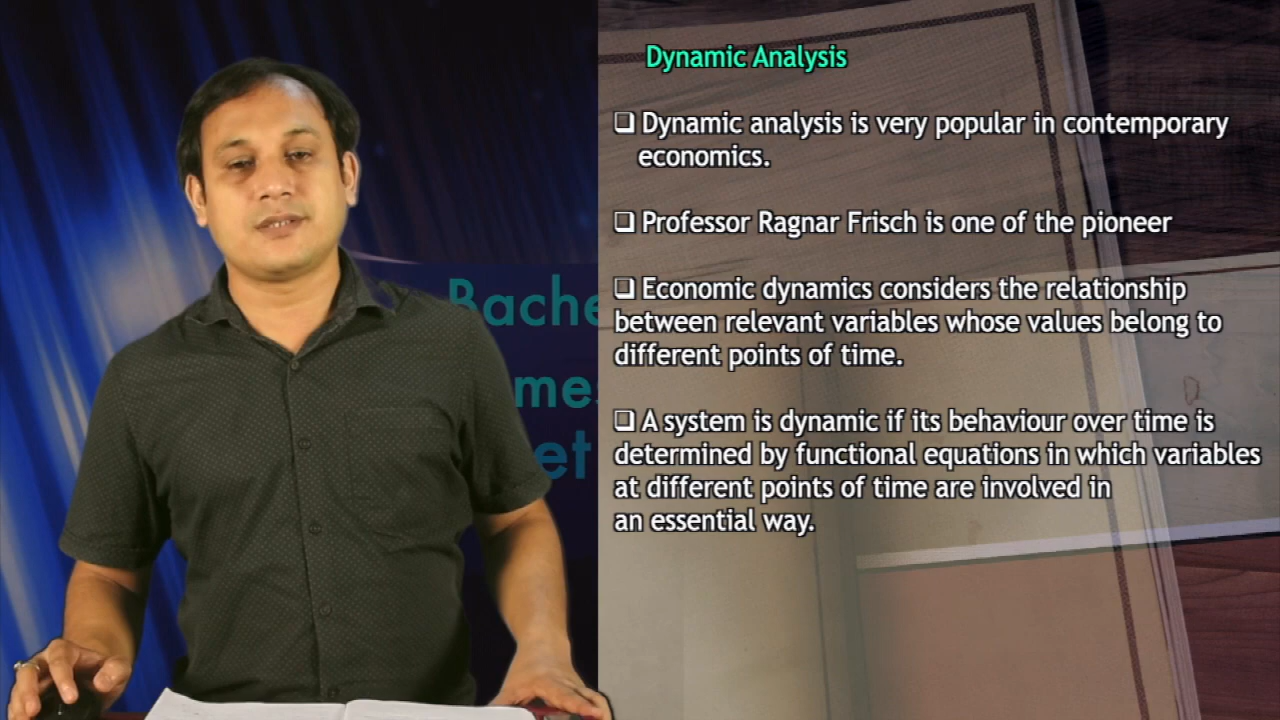 Dynamic Analysis
❑ Dynamic analysis is very popular in contemporary
economics.
❑ Professor Ragnar Frisch is one of the pioneer
❑ Economic dynamics considers the relationship
between relevant variables whose values belong to
different points of time.
❑ A system is dynamic if its behaviour over time is
determined by functional equations in which variables
at different points of time are involved in
an essential way.
Bache
mes
et